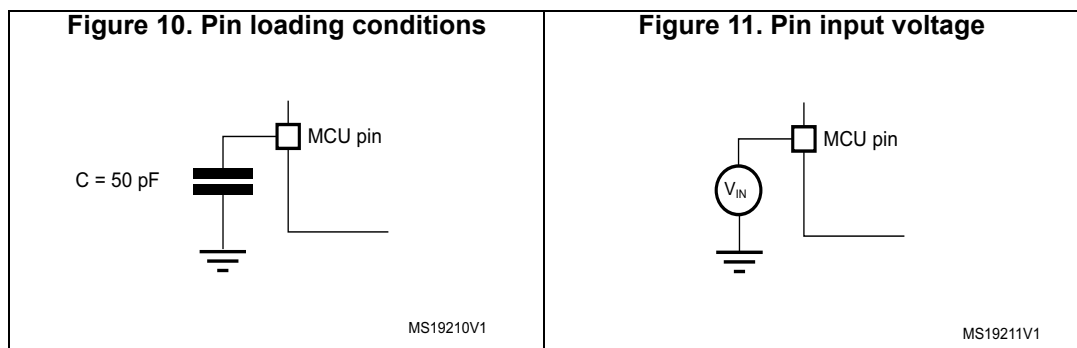 Figure 10. Pin loading conditions
MCU pin
C = 50 pF
MS19210V1
Figure 11. Pin input voltage
MCU pin
VIN
MS19211V1